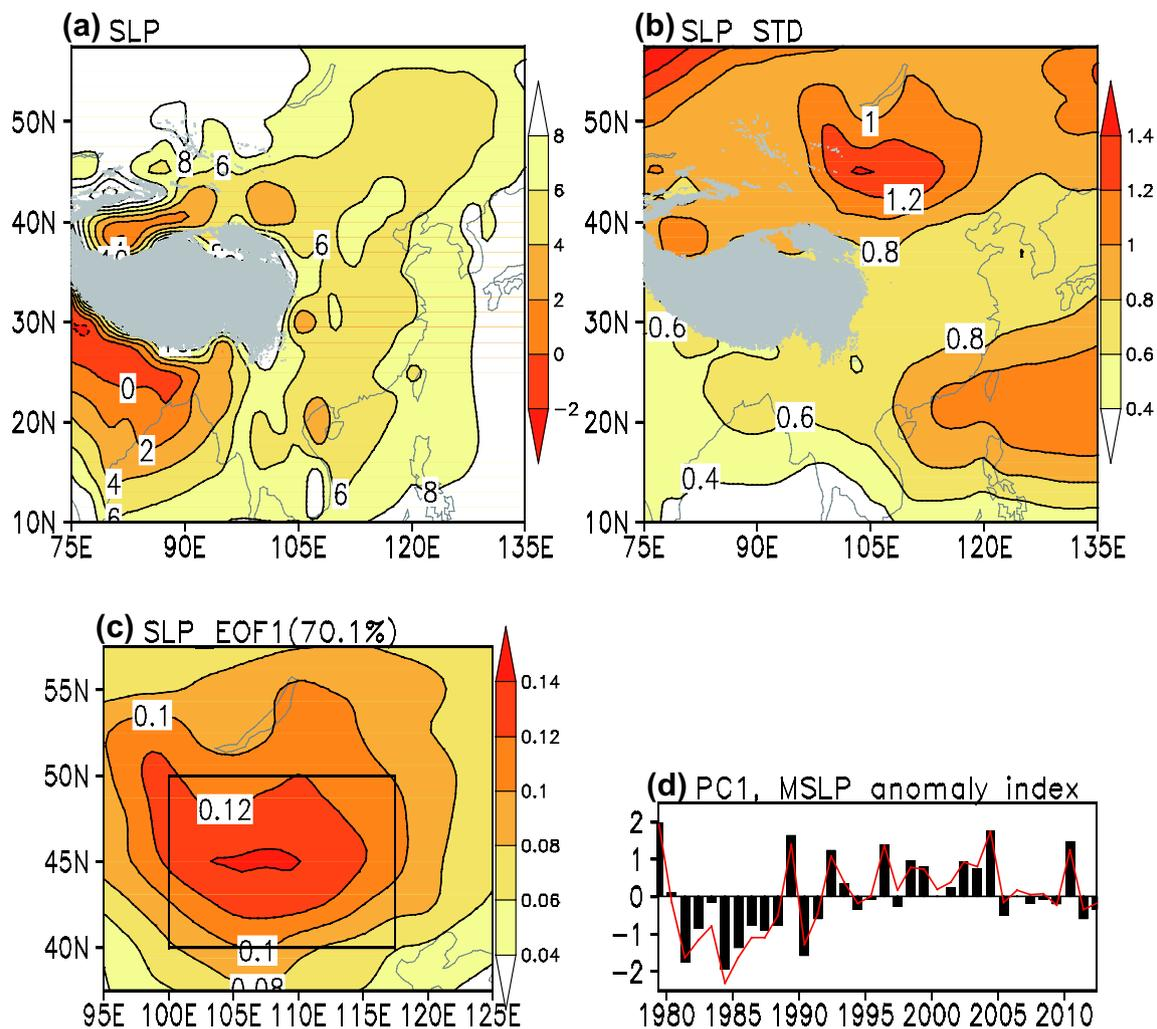 (a) SLP
50N
40N
30N
20N
10N
75E 90E 105E 120E 135E
8
6
6
0
2
4
6
6
8
8
6
4
2
0
−2
(b) SLP STD
50N
40N
30N
20N
10N
75E 90E 105E 120E 135E
1
1.2
0.8
0.6
0.8
0.6
0.4
1.4
1.2
1
0.8
0.6
0.4
(c) SLP EOF1(70.1%)
55N
50N
45N
40N
95E 100E 105E 110E 115E 120E 125E
0.1
0.12
0.1
0.08
0.14
0.12
0.1
0.08
0.06
0.04
(d) PC1, MSLP anomaly index
2
1
0
-1
-2
1980 1985 1990 1995 2000 2005 2010